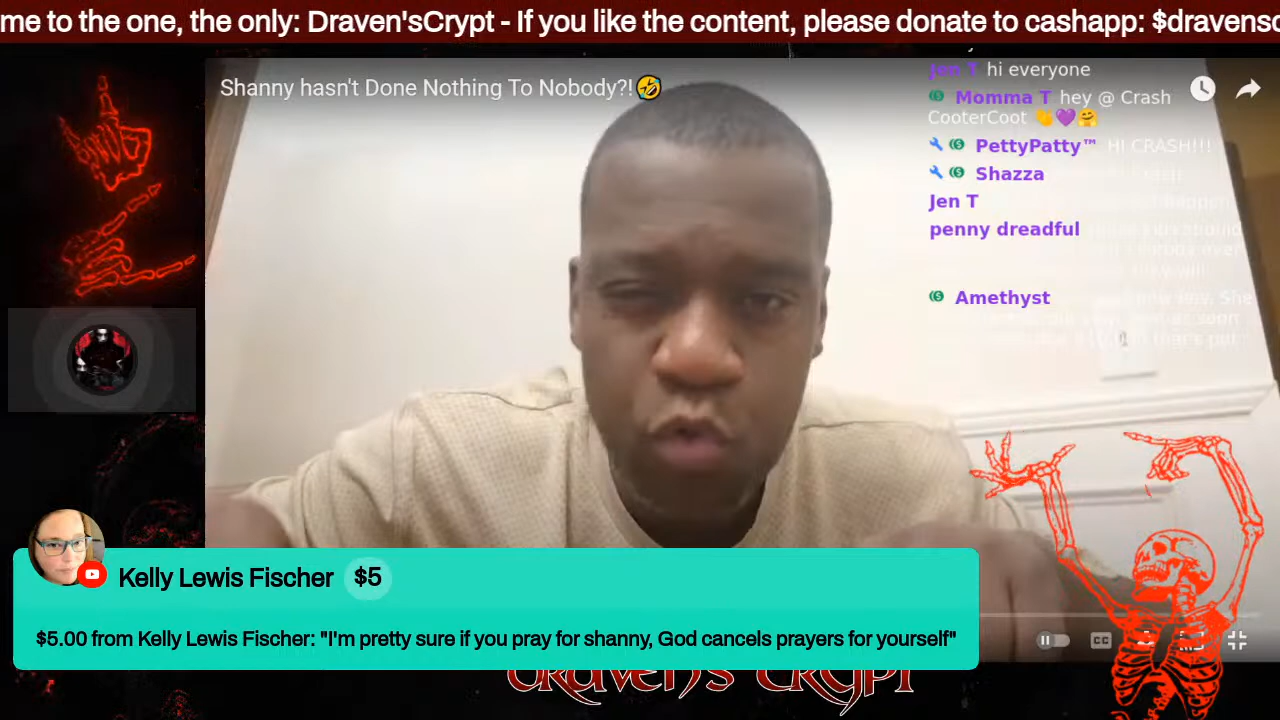 me to the one, the only: Draven'sCrypt - If you like the content, please donate to cashapp: $dravensc
Shanny hasn't Done Nothing To Nobody?!🤣
Jen T hi everyone
Momma T hey @ Crash
CooterCoot 👏💜🤗
PettyPatty™ HI CRASH!!!
Shazza
Jen T
penny dreadful
Amethyst
Kelly Lewis Fischer $5
$5.00 from Kelly Lewis Fischer: "I'm pretty sure if you pray for shanny, God cancels prayers for yourself"
CC
draven's crypt